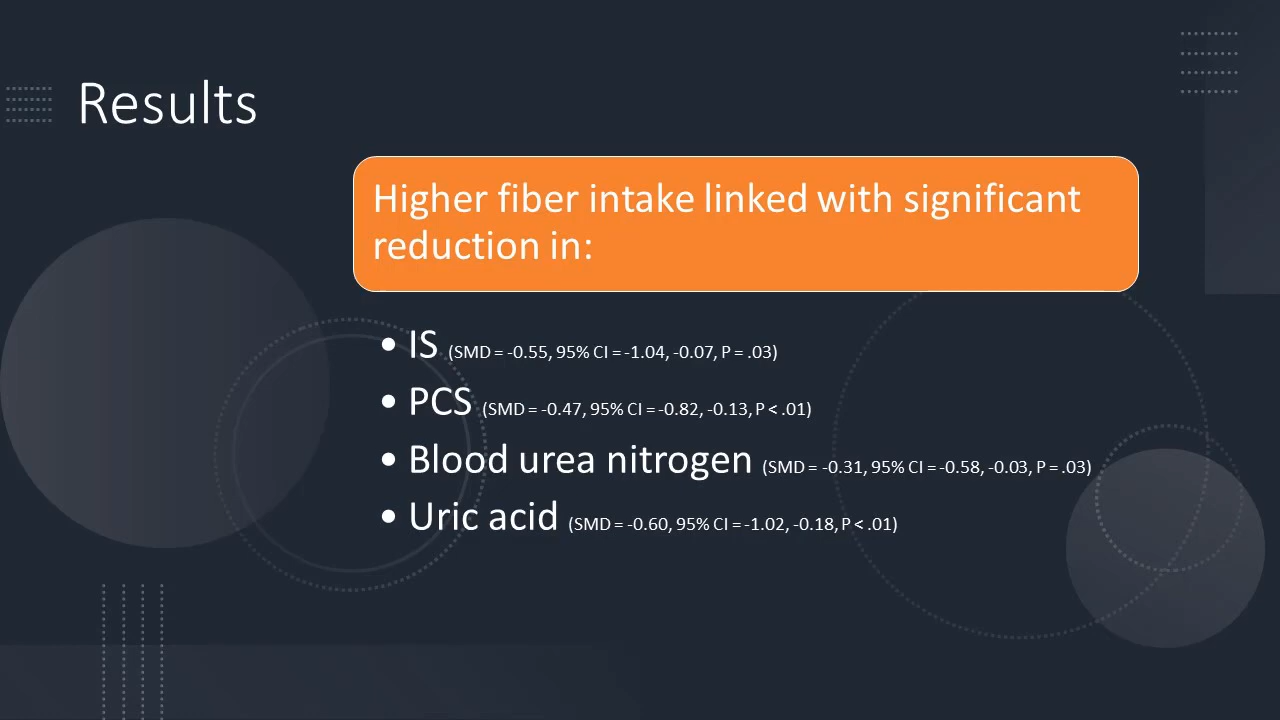 Results
Higher fiber intake linked with significant
reduction in:
• IS (SMD = -0.55, 95% CI = -1.04, -0.07, P = .03)
• PCS (SMD = -0.47, 95% CI = -0.82, -0.13, P < .01)
• Blood urea nitrogen (SMD = -0.31, 95% CI = -0.58, -0.03, P = .03)
• Uric acid (SMD = -0.60, 95% CI = -1.02, -0.18, P < .01)